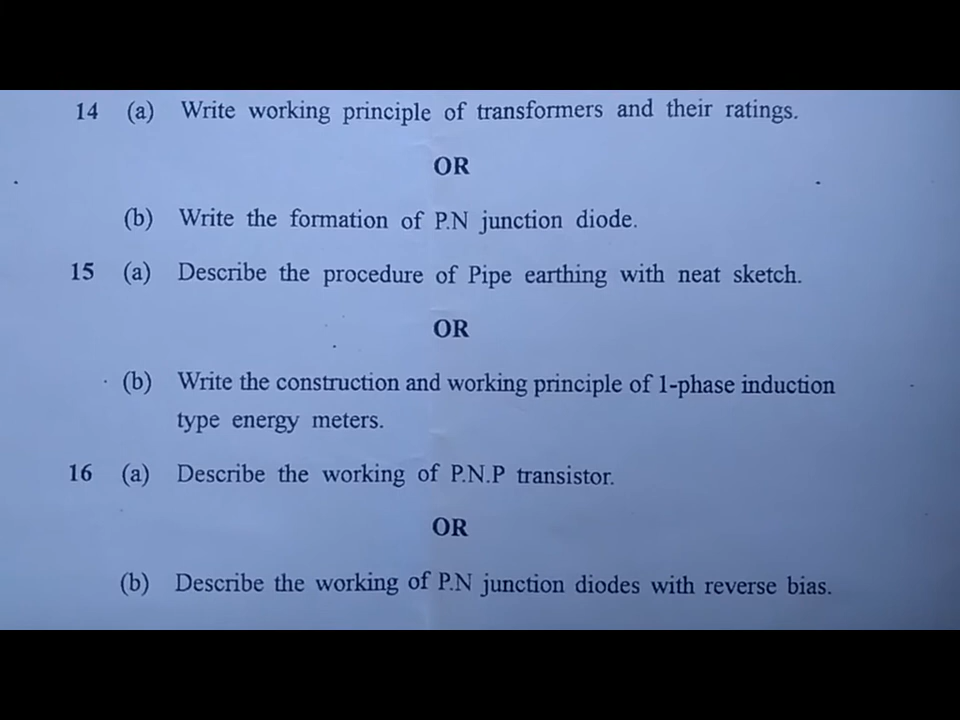 14 (a) Write working principle of transformers and their ratings.
OR
(b) Write the formation of P.N junction diode.
15 (a) Describe the procedure of Pipe earthing with neat sketch.
OR
(b) Write the construction and working principle of 1-phase induction
type energy meters.
16 (a) Describe the working of P.N.P transistor.
OR
(b) Describe the working of P.N junction diodes with reverse bias.